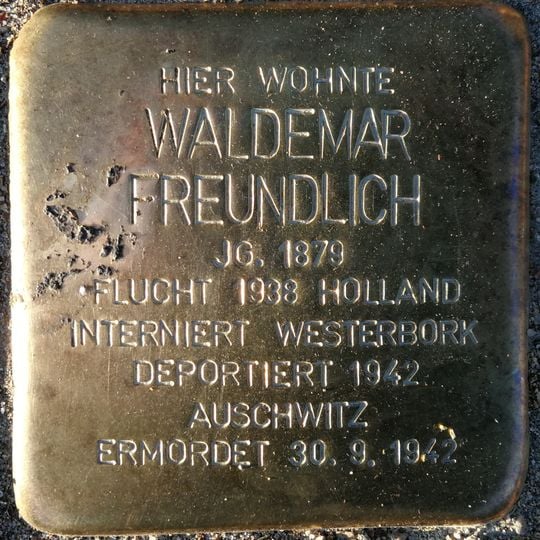 HIER WOHNTE
WALDEMAR
FREUNDLICH
JG. 1879
FLUCHT 1938 HOLLAND
INTERNIERT WESTERBORK
DEPORTIERT 1942
AUSCHWITZ
ERMORDET 30. 9. 1942